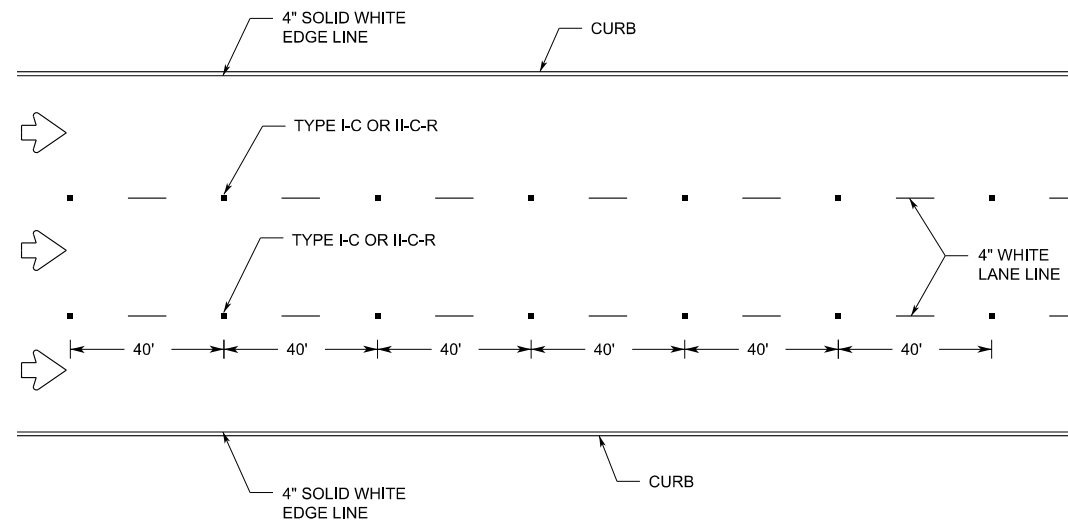 4" SOLID WHITE
EDGE LINE
CURB
TYPE I-C OR II-C-R
TYPE I-C OR II-C-R
4" WHITE
LANE LINE
40' 40' 40' 40' 40' 40'
CURB
4" SOLID WHITE
EDGE LINE